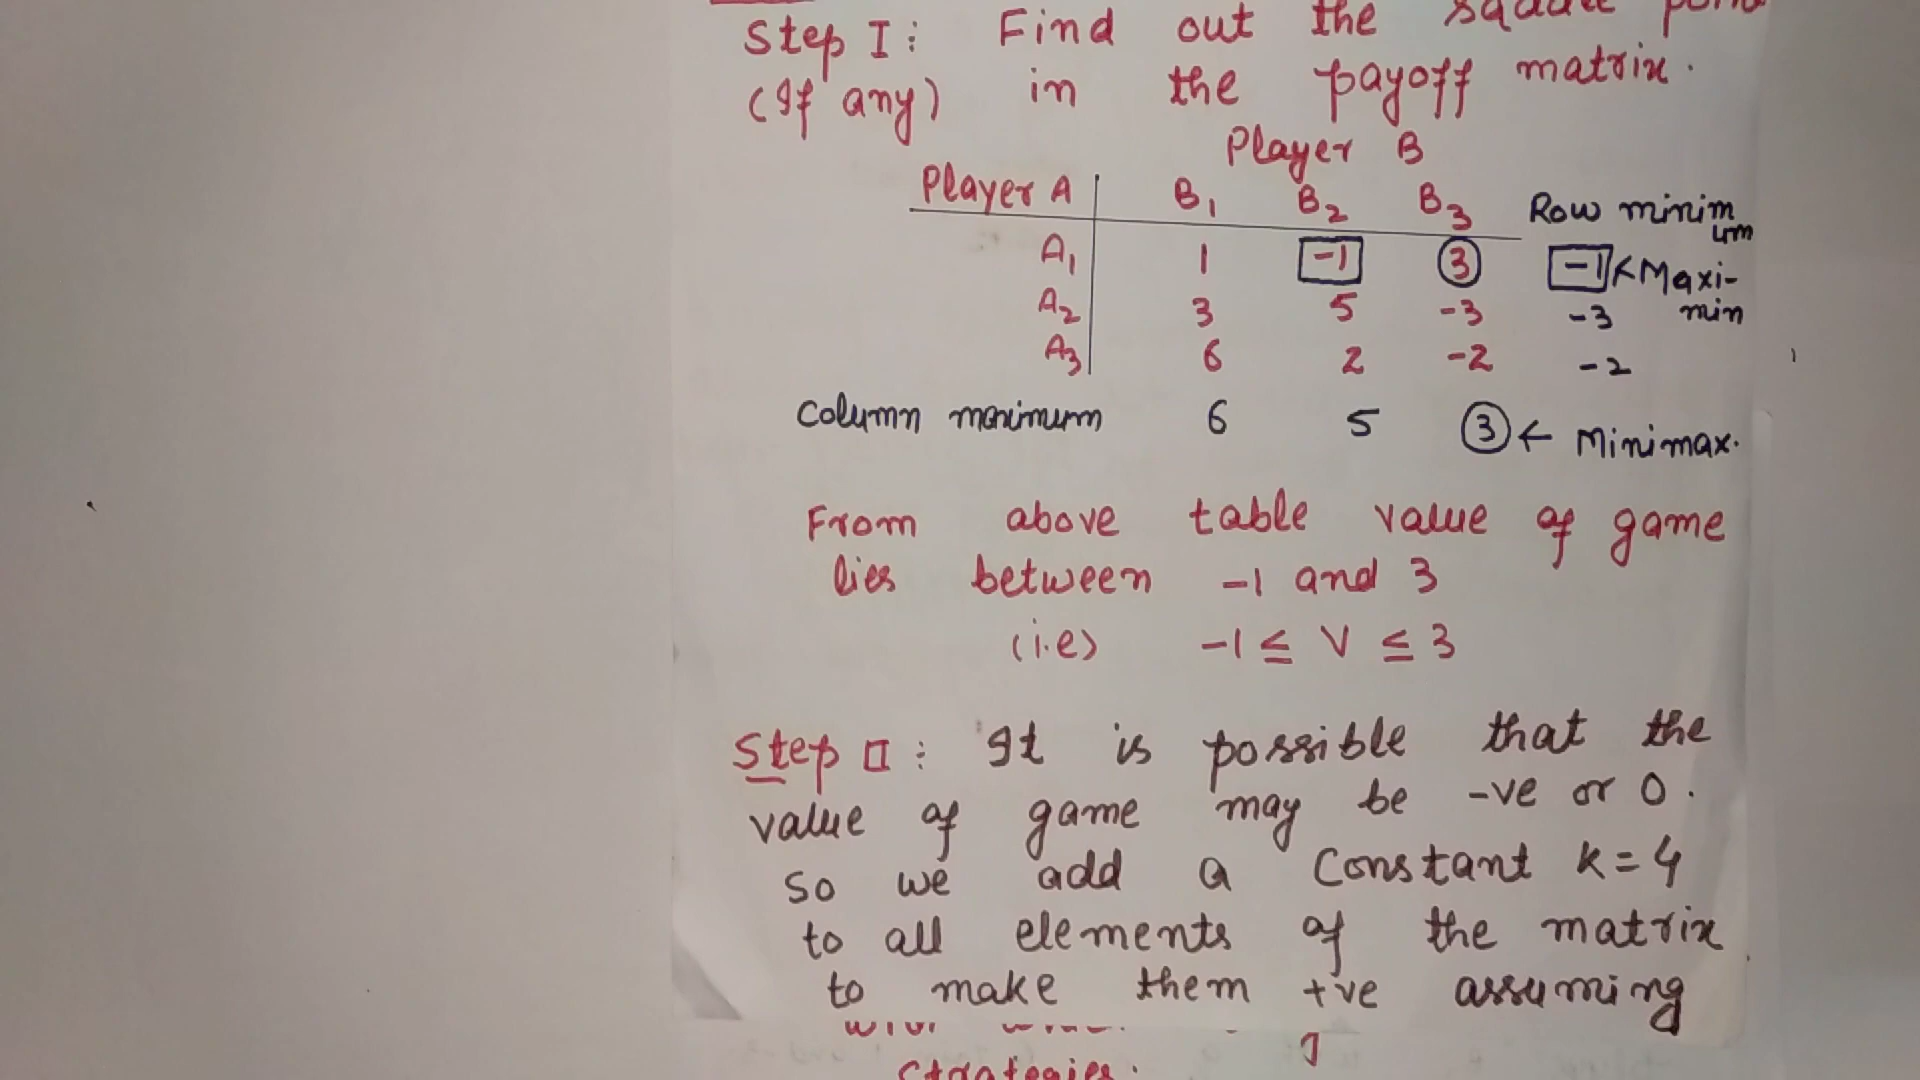 Step I: Find out the
(If any) in the payoff matrix.
Player B
Player A B1 B2 B3 Row minimum
A1 1 -1 3 -1 ← Maximin
A2 3 5 -3 -3
A3 6 2 -2 -2
Column maximum 6 5 3 ← Minimax.
From above table value of game
lies between -1 and 3
(i.e) -1 ≤ V ≤ 3
Step II: It is possible that the
value of game may be -ve or 0.
so we add a Constant k=4
to all elements of the matrix
to make them +ve assuming
strategies.